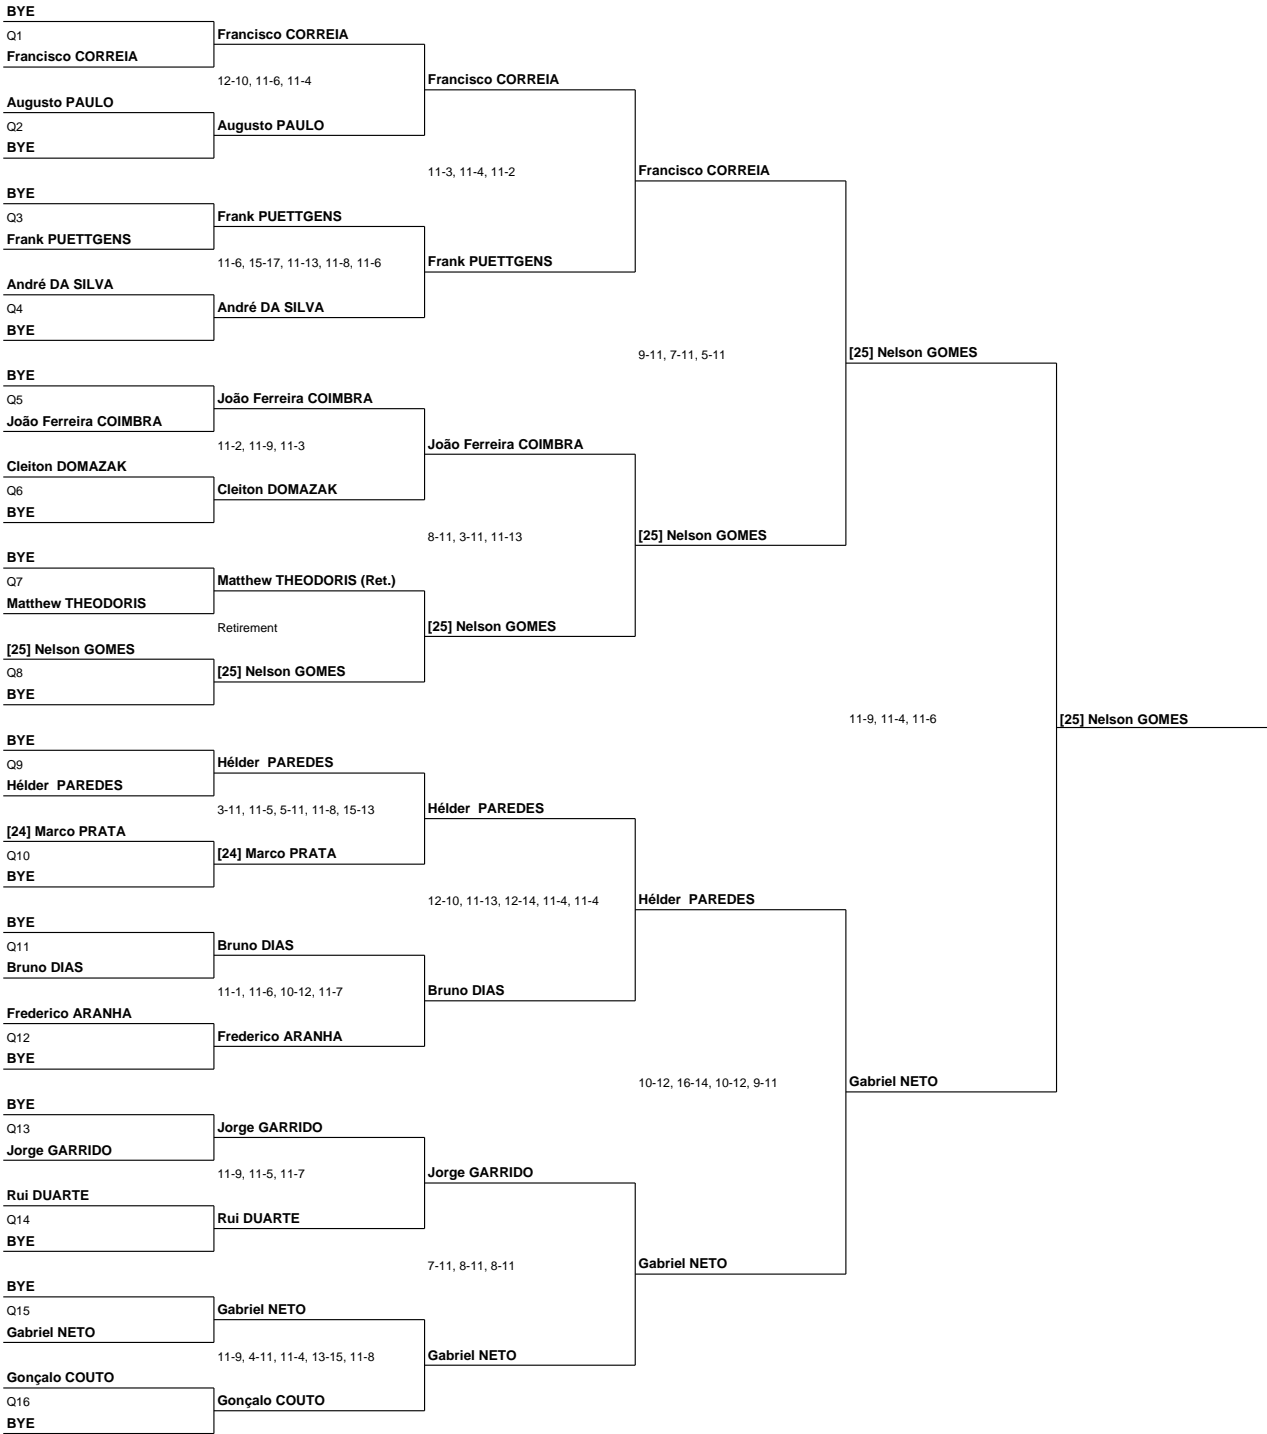 BYE
Q1
Francisco CORREIA
Augusto PAULO
Q2
BYE
BYE
Q3
Frank PUETTGENS
André DA SILVA
Q4
BYE
BYE
Q5
João Ferreira COIMBRA
Cleiton DOMAZAK
Q6
BYE
BYE
Q7
Matthew THEODORIS
[25] Nelson GOMES
Q8
BYE
BYE
Q9
Hélder  PAREDES
[24] Marco PRATA
Q10
BYE
BYE
Q11
Bruno DIAS
Frederico ARANHA
Q12
BYE
BYE
Q13
Jorge GARRIDO
Rui DUARTE
Q14
BYE
BYE
Q15
Gabriel NETO
Gonçalo COUTO
Q16
BYE
Francisco CORREIA
12-10, 11-6, 11-4
Augusto PAULO
Frank PUETTGENS
11-6, 15-17, 11-13, 11-8, 11-6
André DA SILVA
João Ferreira COIMBRA
11-2, 11-9, 11-3
Cleiton DOMAZAK
Matthew THEODORIS (Ret.)
Retirement
[25] Nelson GOMES
Hélder  PAREDES
3-11, 11-5, 5-11, 11-8, 15-13
[24] Marco PRATA
Bruno DIAS
11-1, 11-6, 10-12, 11-7
Frederico ARANHA
Jorge GARRIDO
11-9, 11-5, 11-7
Rui DUARTE
Gabriel NETO
11-9, 4-11, 11-4, 13-15, 11-8
Gonçalo COUTO
Francisco CORREIA
11-3, 11-4, 11-2
Frank PUETTGENS
João Ferreira COIMBRA
8-11, 3-11, 11-13
[25] Nelson GOMES
Hélder  PAREDES
12-10, 11-13, 12-14, 11-4, 11-4
Bruno DIAS
Jorge GARRIDO
7-11, 8-11, 8-11
Gabriel NETO
Francisco CORREIA
9-11, 7-11, 5-11
[25] Nelson GOMES
Hélder  PAREDES
10-12, 16-14, 10-12, 9-11
Gabriel NETO
[25] Nelson GOMES
11-9, 11-4, 11-6
Gabriel NETO
[25] Nelson GOMES